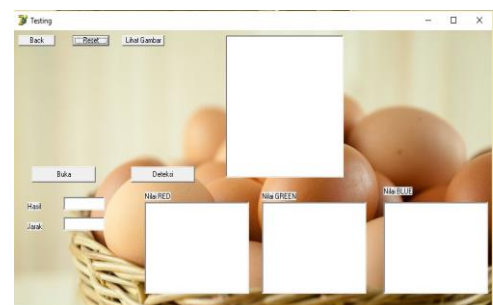 Testing
Back Reset Lihat Gambar
Buka Deteksi
Nilai RED Nilai GREEN Nilai BLUE
Hasil
Jarak